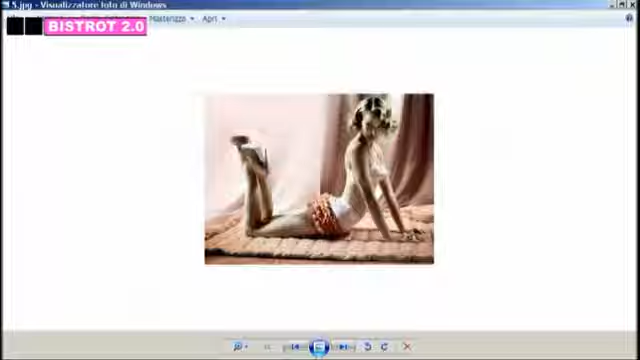 5.jpg - Visualizzatore foto di Windows
Masterizza Apri
BISTROT 2.0